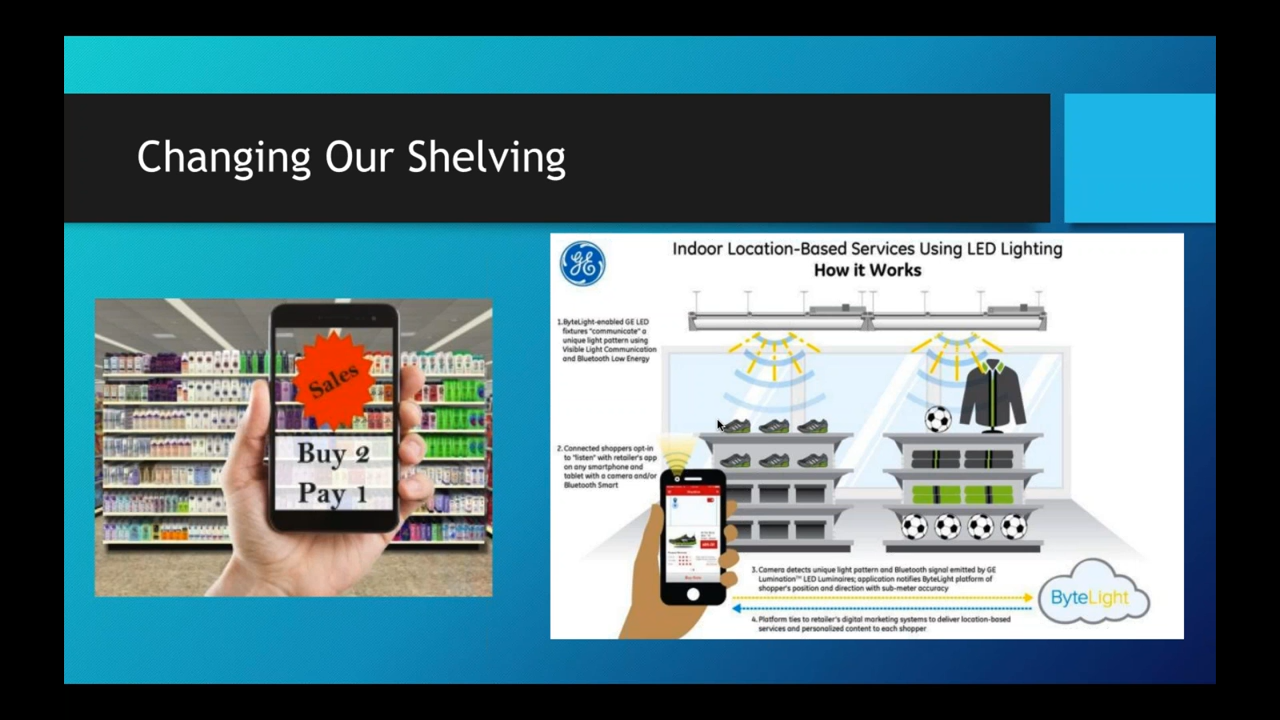 Changing Our Shelving
Sales
Buy 2
Pay 1
GE
Indoor Location-Based Services Using LED Lighting
How it Works
1.ByteLight-enabled GE LED
fixtures "communicate" a
unique light pattern using
Visible Light Communication
and Bluetooth Low Energy
2. Connected shoppers opt-in
to "listen" with retailer's app
on any smartphone and
tablet with a camera and/or
Bluetooth Smart
3. Camera detects unique light pattern and Bluetooth signal emitted by GE
Lumination™ LED Luminaires; application notifies ByteLight platform of
shopper's position and direction with sub-meter accuracy
ByteLight
4. Platform ties to retailer's digital marketing systems to deliver location-based
services and personalized content to each shopper